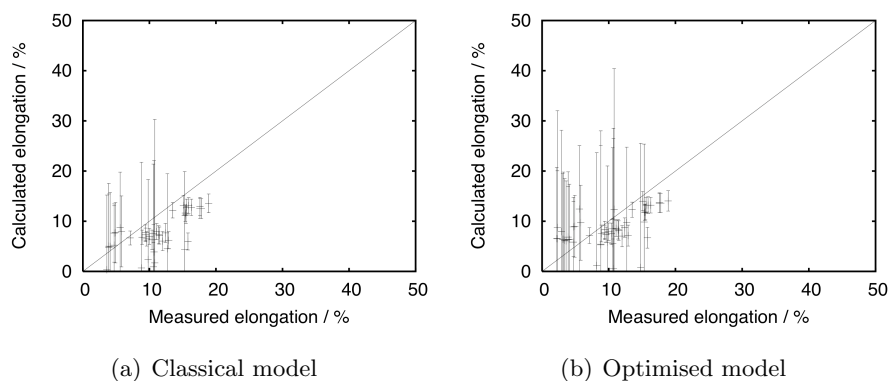 50
40
30
20
10
0
Calculated elongation / %
0 10 20 30 40 50
Measured elongation / %
(a) Classical model
50
40
30
20
10
0
Calculated elongation / %
0 10 20 30 40 50
Measured elongation / %
(b) Optimised model